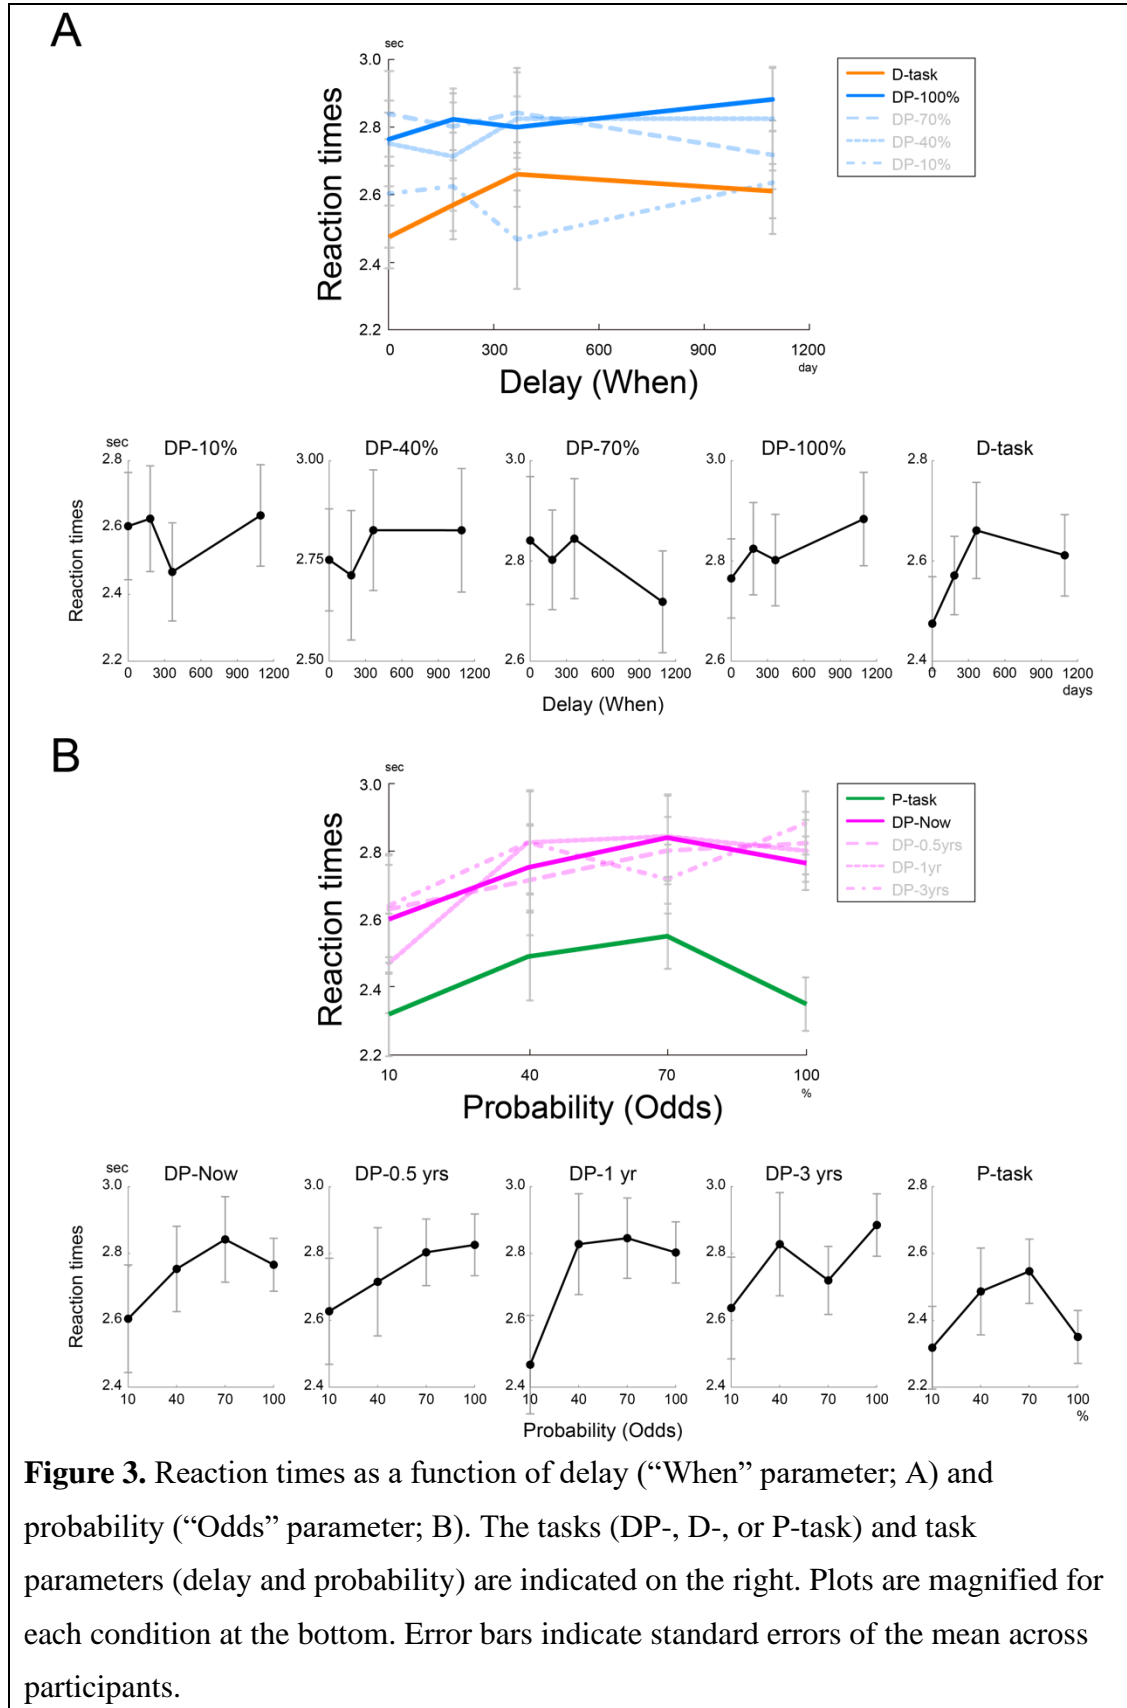 A
sec
3.0
2.8
2.6
2.4
2.2
Reaction times
0 300 600 900 1200
day
Delay (When)
D-task
DP-100%
DP-70%
DP-40%
DP-10%
sec
DP-10%
2.8
2.6
2.4
2.2
Reaction times
0 300 600 900 1200
DP-40%
3.00
2.75
2.50
0 300 600 900 1200
DP-70%
3.0
2.8
2.6
0 300 600 900 1200
DP-100%
3.0
2.8
2.6
0 300 600 900 1200
D-task
2.8
2.6
2.4
0 300 600 900 1200
days
Delay (When)
B
sec
3.0
2.8
2.6
2.4
2.2
Reaction times
10 40 70 100
%
Probability (Odds)
P-task
DP-Now
DP-0.5yrs
DP-1yr
DP-3yrs
sec
DP-Now
3.0
2.8
2.6
2.4
Reaction times
10 40 70 100
DP-0.5 yrs
3.0
2.8
2.6
2.4
10 40 70 100
DP-1 yr
3.0
2.8
2.6
2.4
10 40 70 100
DP-3 yrs
3.0
2.8
2.6
2.4
10 40 70 100
P-task
2.8
2.6
2.4
2.2
10 40 70 100
%
Probability (Odds)
Figure 3. Reaction times as a function of delay (“When” parameter; A) and
probability (“Odds” parameter; B). The tasks (DP-, D-, or P-task) and task
parameters (delay and probability) are indicated on the right. Plots are magnified for
each condition at the bottom. Error bars indicate standard errors of the mean across
participants.